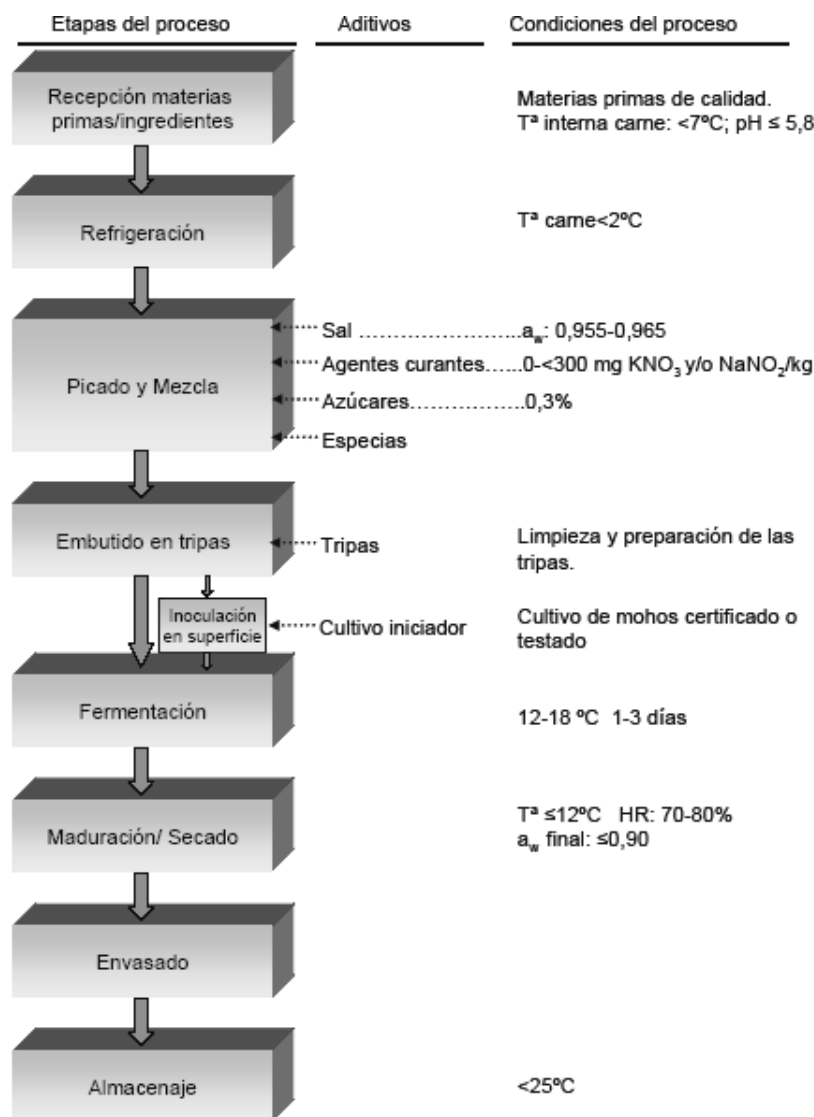 Etapas del proceso
Aditivos
Condiciones del proceso
Recepción materias
primas/ingredientes
Materias primas de calidad.
Tª interna carne: <7ºC; pH ≤ 5,8
Refrigeración
Tª carne<2ºC
Picado y Mezcla
Sal ........................aw: 0,955-0,965
Agentes curantes......0-<300 mg KNO3 y/o NaNO2/kg
Azúcares.................0,3%
Especias
Embutido en tripas
Tripas
Limpieza y preparación de las
tripas.
Inoculación
en superficie
Cultivo iniciador
Cultivo de mohos certificado o
testado
Fermentación
12-18 ºC 1-3 días
Maduración/ Secado
Tª ≤12ºC HR: 70-80%
aw final: ≤0,90
Envasado
Almacenaje
<25ºC